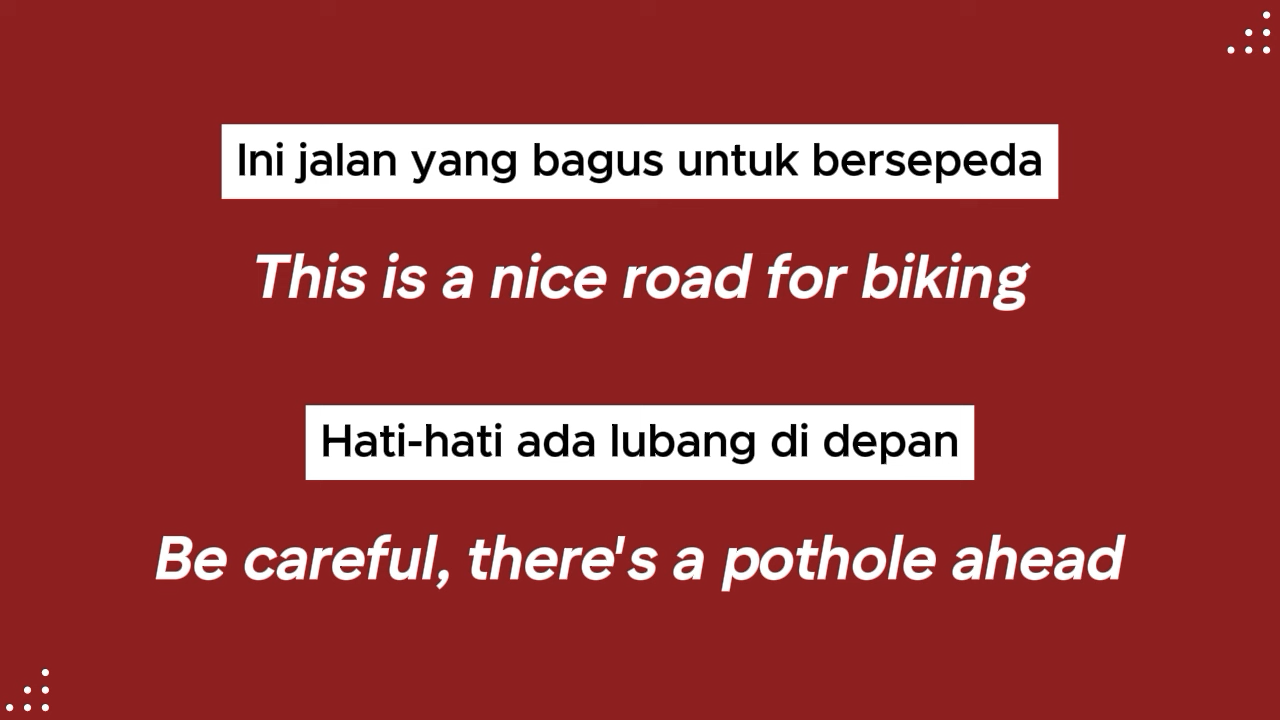 Ini jalan yang bagus untuk bersepeda
This is a nice road for biking
Hati-hati ada lubang di depan
Be careful, there's a pothole ahead